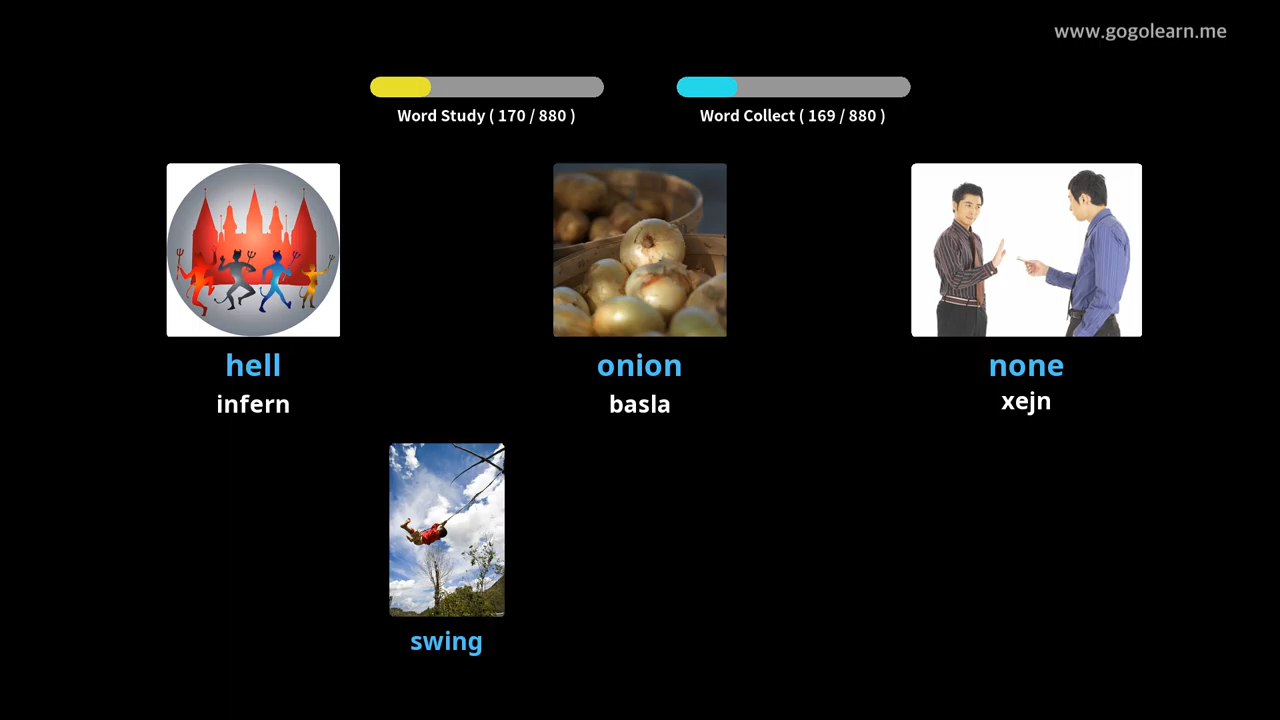 www.gogolearn.me
Word Study ( 170 / 880 )
Word Collect ( 169 / 880 )
hell
onion
none
infern
basla
xejn
swing